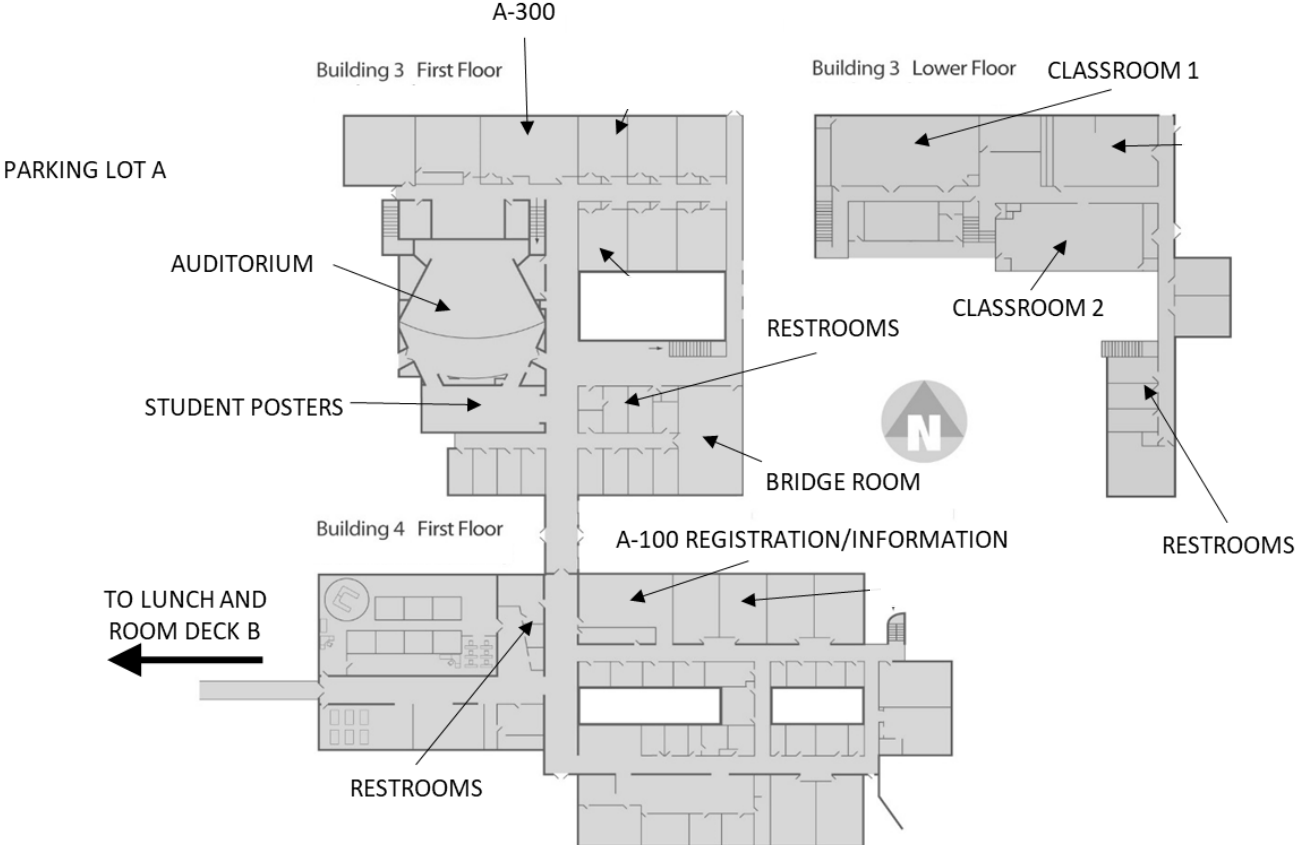 A-300
Building 3 First Floor
Building 3 Lower Floor
CLASSROOM 1
PARKING LOT A
AUDITORIUM
CLASSROOM 2
RESTROOMS
STUDENT POSTERS
N
BRIDGE ROOM
Building 4 First Floor
A-100 REGISTRATION/INFORMATION
RESTROOMS
TO LUNCH AND
ROOM DECK B
RESTROOMS